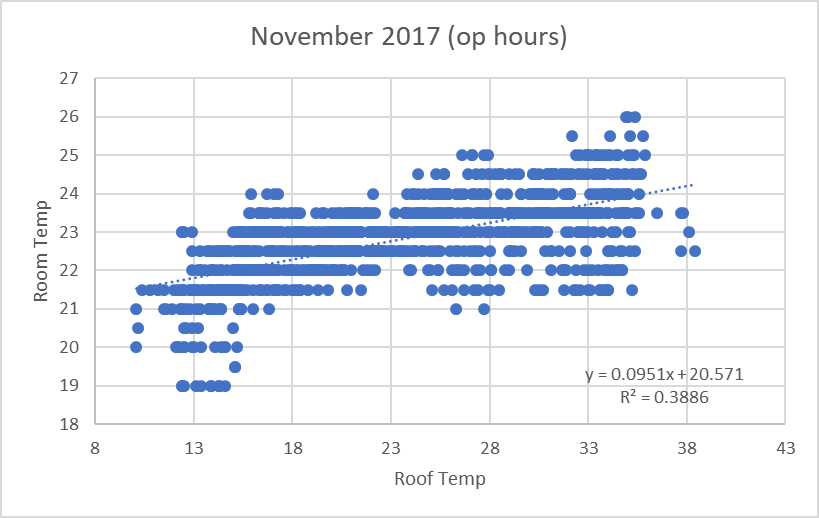 November 2017 (op hours)
27
26
25
24
23
22
21
20
19
18
Room Temp
y = 0.0951x + 20.571
R² = 0.3886
8 13 18 23 28 33 38 43
Roof Temp